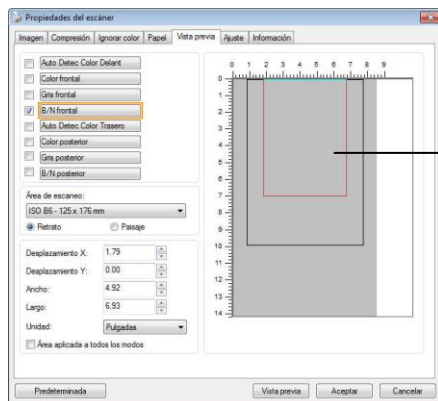 Propiedades del escáner
Imagen Compresión Ignorar color Papel Vista previa Ajuste Información
Auto Detec Color Delant
Color frontal
Gris frontal
B/N frontal
Auto Detec Color Trasero
Color posterior
Gris posterior
B/N posterior
Área de escaneo:
ISO B6 - 125 x 176 mm
Retrato Paisaje
Desplazamiento X: 1.79
Desplazamiento Y: 0.00
Ancho: 4.92
Largo: 6.93
Unidad: Pulgadas
Área aplicada a todos los modos
0 1 2 3 4 5 6 7 8 9
0
1
2
3
4
5
6
7
8
9
10
11
12
13
14
Predeterminada Vista previa Aceptar Cancelar